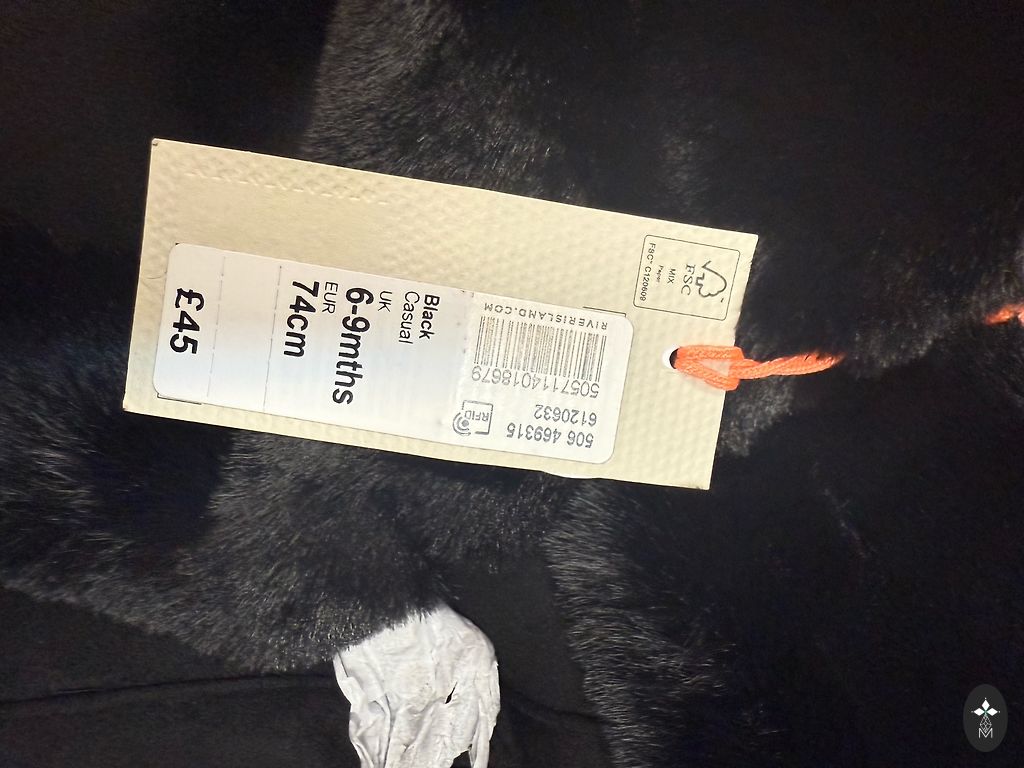 FSC
MIX
Paper
FSC® C120609
RIVERISLAND.COM
5057114018679
6120632
506 469315
RFID
Black
Casual
UK
6-9mths
EUR
74cm
£45
M